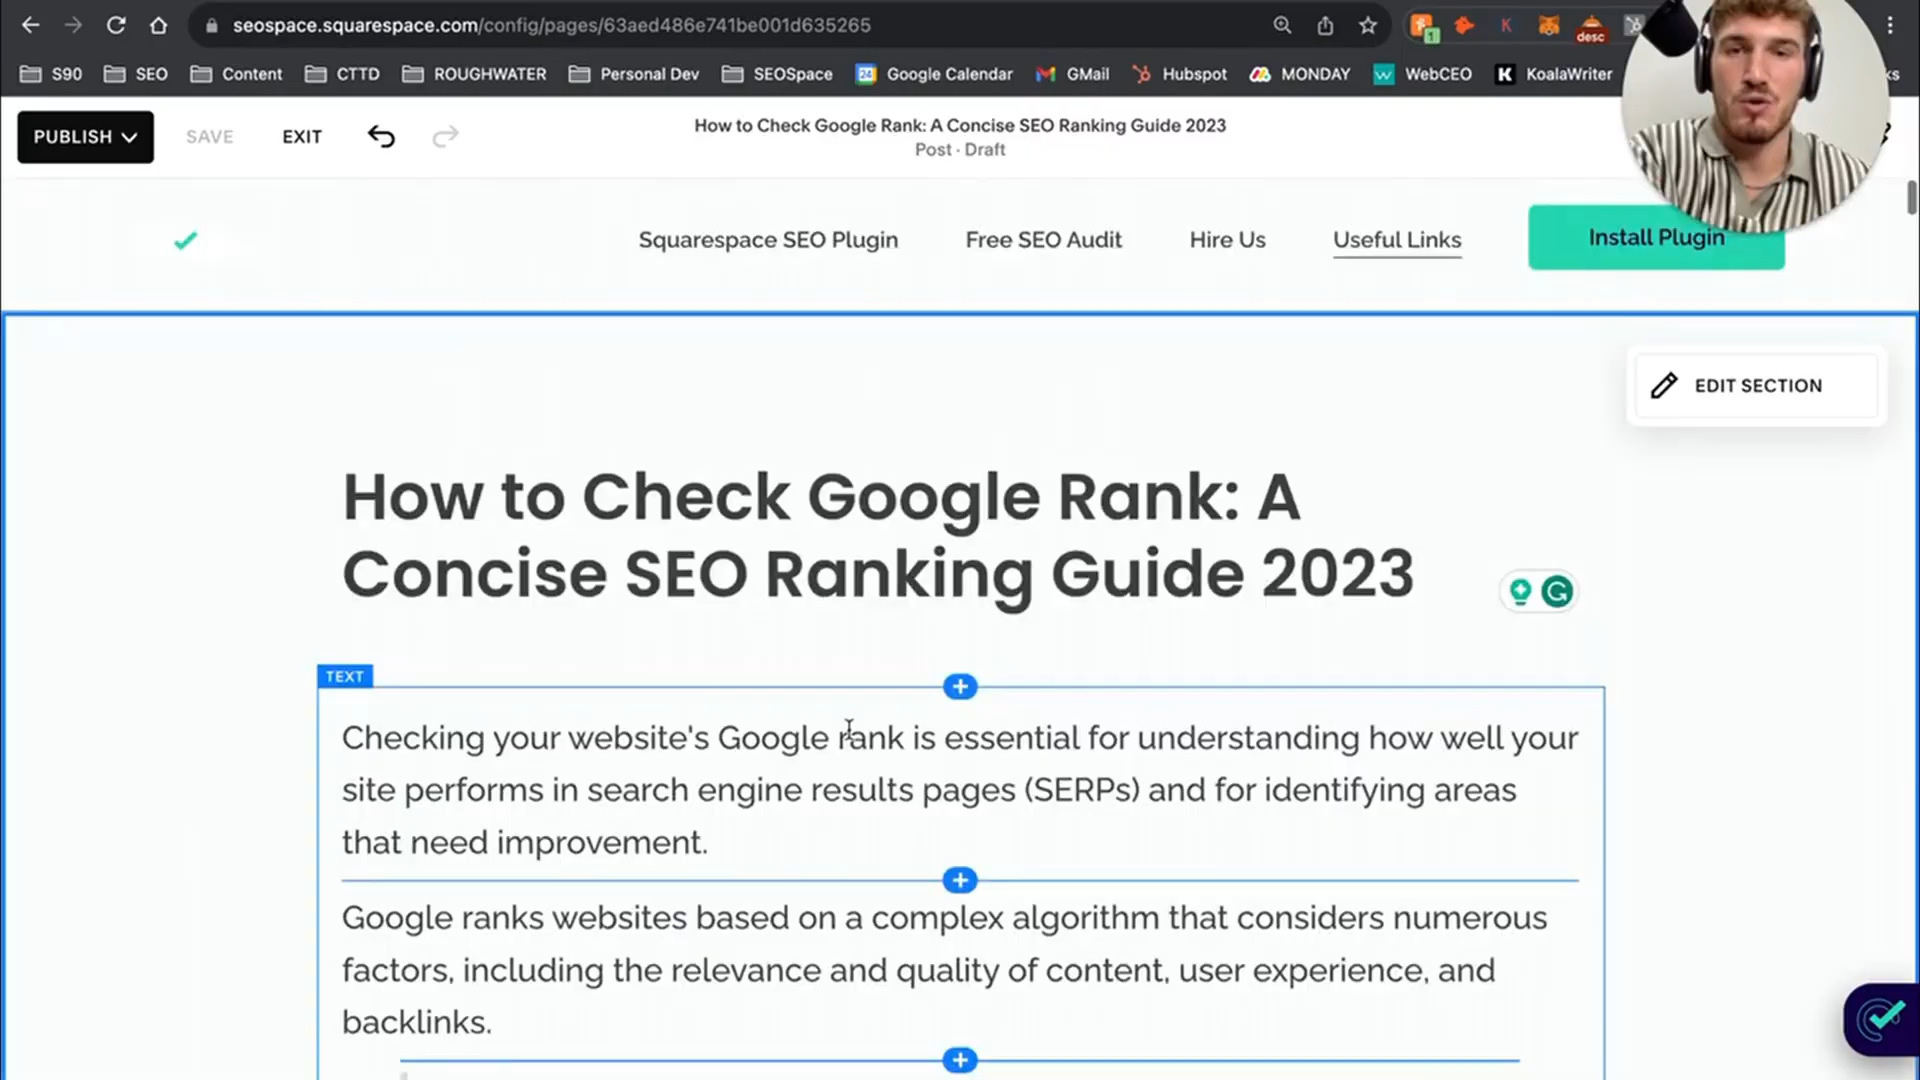 seospace.squarespace.com/config/pages/63aed486e741be001d635265
1
K
desc
S90 SEO Content CTTD ROUGHWATER Personal Dev SEOSpace 24 Google Calendar GMail Hubspot MONDAY W WebCEO K KoalaWriter ks
PUBLISH SAVE EXIT
How to Check Google Rank: A Concise SEO Ranking Guide 2023
Post · Draft
Squarespace SEO Plugin Free SEO Audit Hire Us Useful Links Install Plugin
EDIT SECTION
How to Check Google Rank: A
Concise SEO Ranking Guide 2023
G
TEXT
Checking your website's Google rank is essential for understanding how well your
site performs in search engine results pages (SERPs) and for identifying areas
that need improvement.
Google ranks websites based on a complex algorithm that considers numerous
factors, including the relevance and quality of content, user experience, and
backlinks.